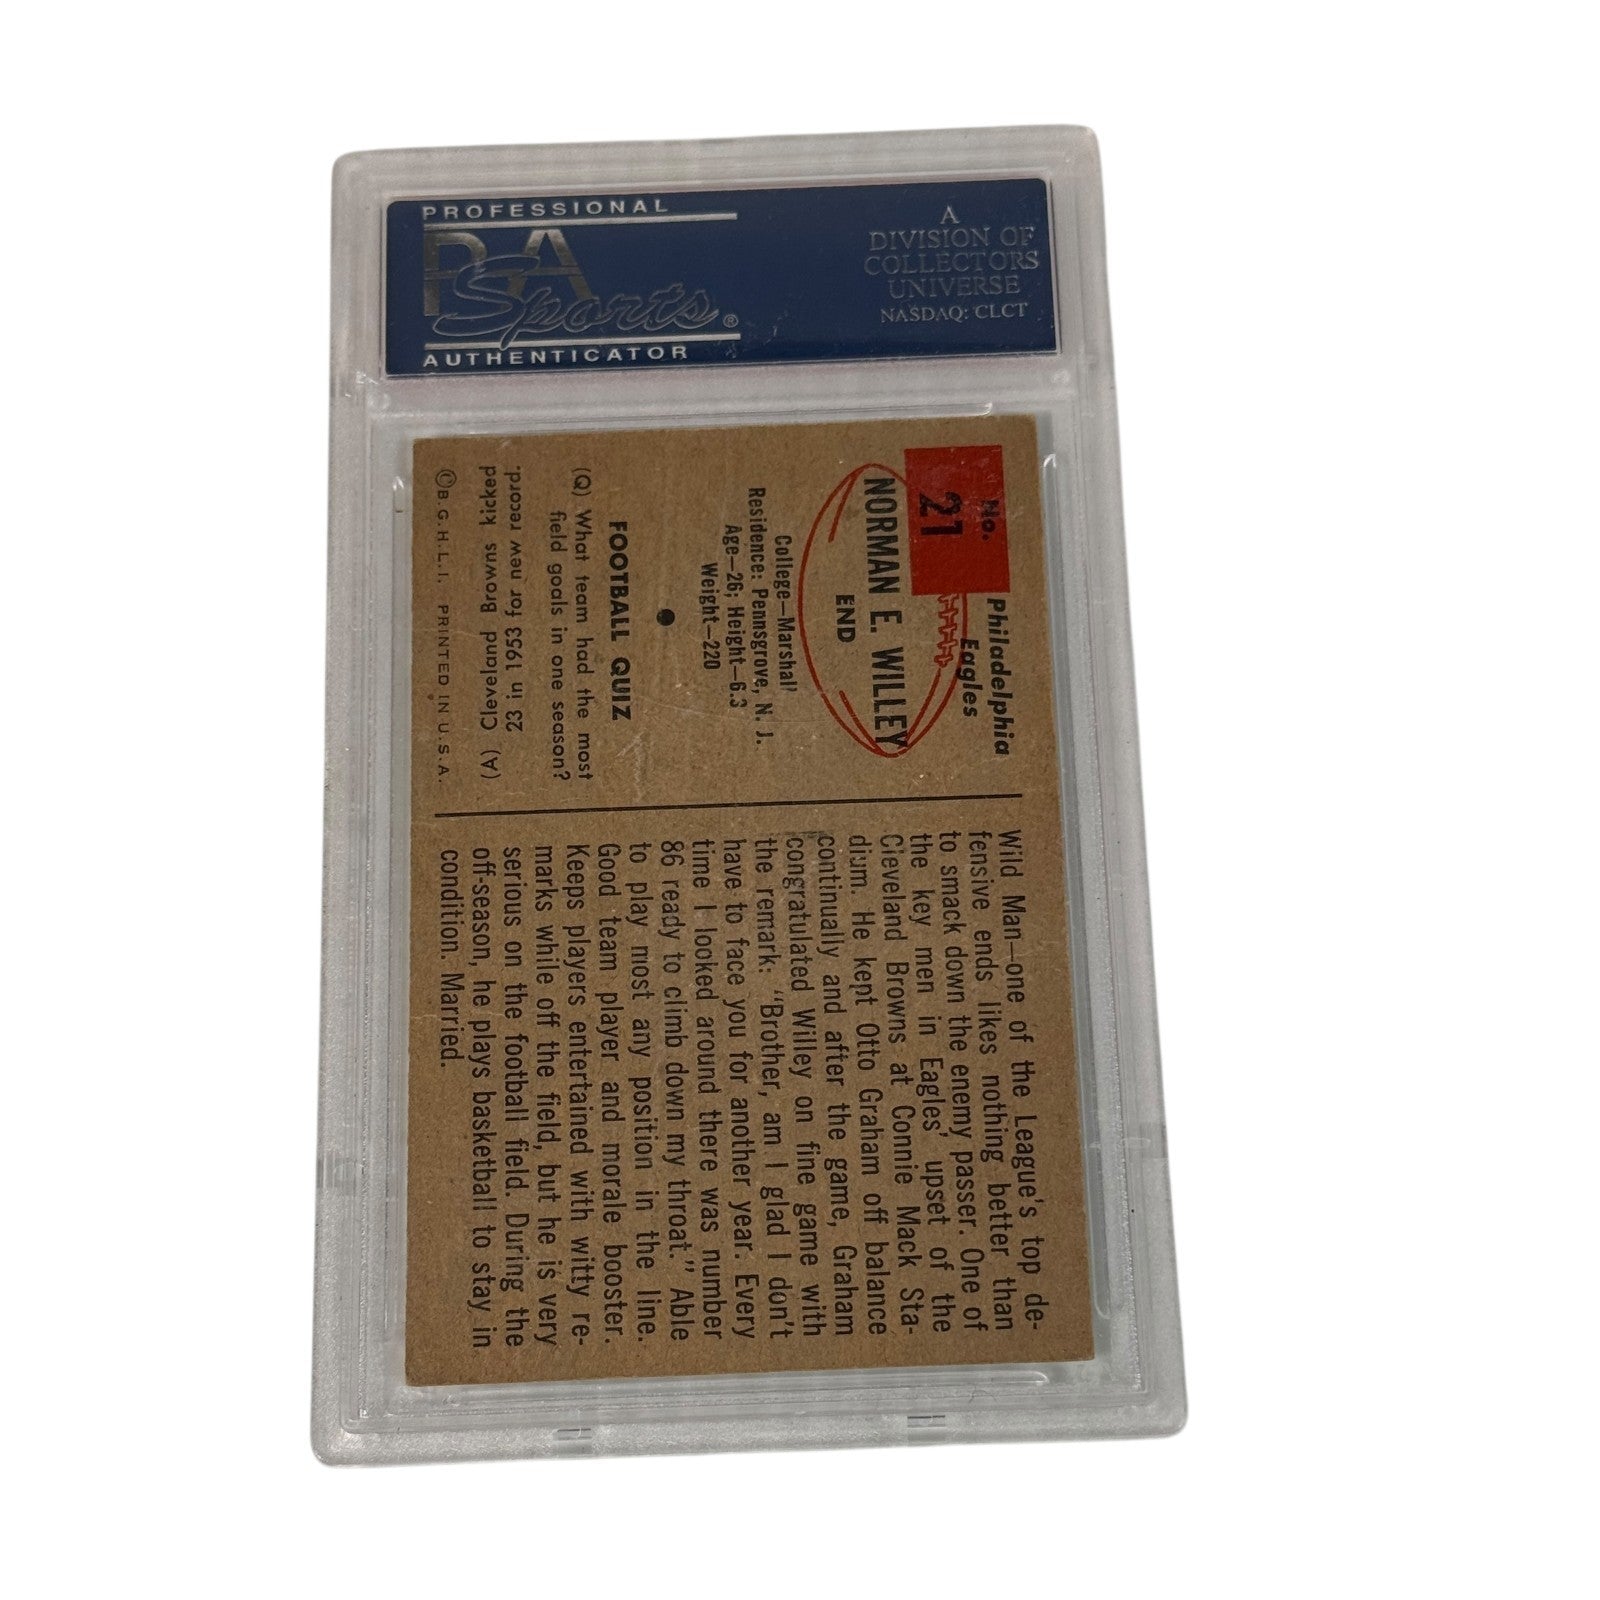 PROFESSIONAL
PSA
Sports®
AUTHENTICATOR
A
DIVISION OF
COLLECTORS
UNIVERSE
NASDAQ: CLCT
No.
21
Philadelphia
Eagles
NORMAN E. WILLEY
END
College—Marshall
Residence: Pennsgrove, N. J.
Age—26; Height—6.3
Weight—220
FOOTBALL QUIZ
(Q) What team had the most
field goals in one season?
(A) Cleveland Browns kicked
23 in 1953 for new record.
©B.G.H.L.I. PRINTED IN U.S.A.
Wild Man—one of the League's top de-
fensive ends likes nothing better than
to smack down the enemy passer. One of
the key men in Eagles' upset of the
Cleveland Browns at Connie Mack Sta-
dium. He kept Otto Graham off balance
continually and after the game, Graham
congratulated Willey on fine game with
the remark: "Brother, am I glad I don't
have to face you for another year. Every
time I looked around there was number
86 ready to climb down my throat." Able
to play most any position in the line.
Good team player and morale booster.
Keeps players entertained with witty re-
marks while off the field, but he is very
serious on the football field. During the
off-season, he plays basketball to stay in
condition. Married.